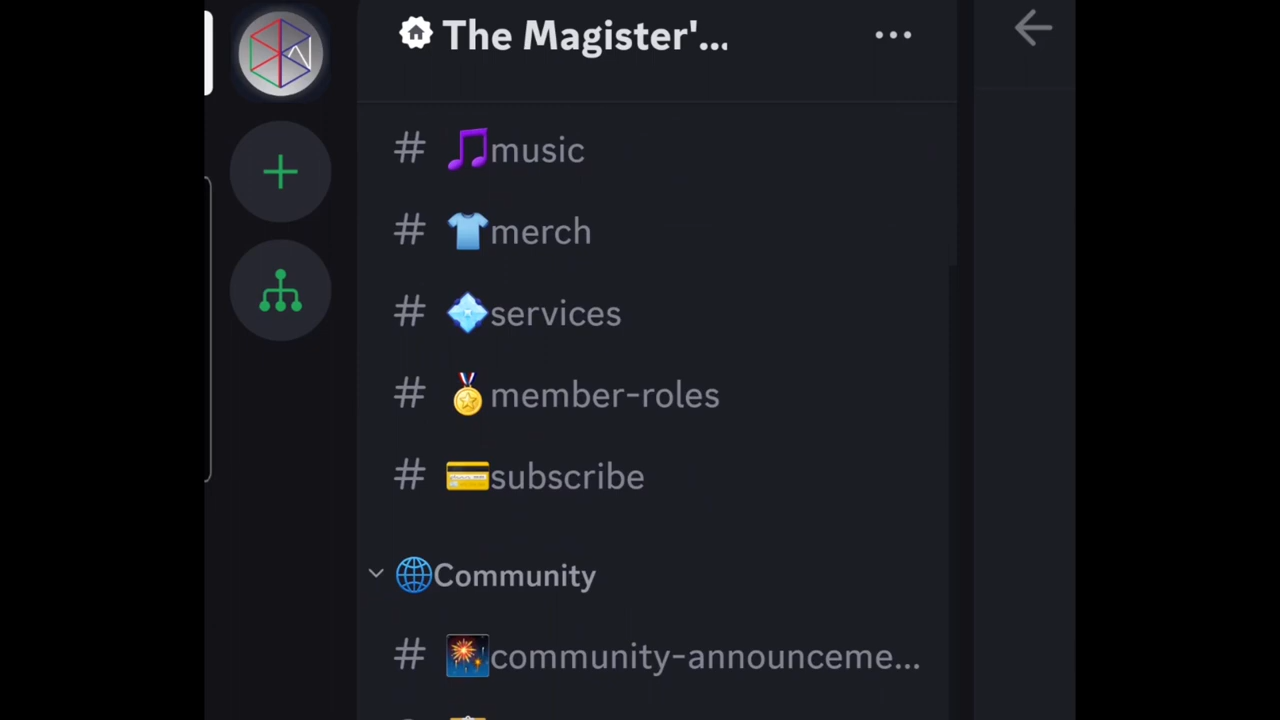 The Magister'...
# 🎵music
# 👕merch
# 💠services
# 🏅member-roles
# 💳subscribe
🌐Community
# 🎆community-announceme...